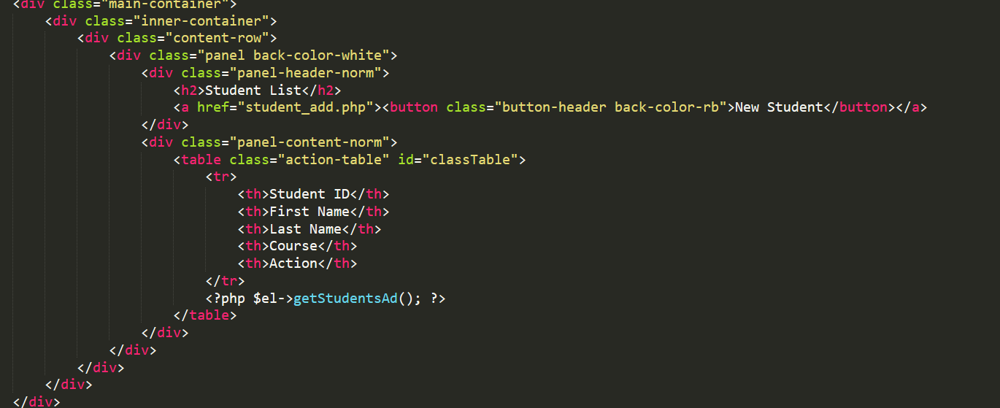 <div class="main-container">
<div class="inner-container">
<div class="content-row">
<div class="panel back-color-white">
<div class="panel-header-norm">
<h2>Student List</h2>
<a href="student_add.php"><button class="button-header back-color-rb">New Student</button></a>
</div>
<div class="panel-content-norm">
<table class="action-table" id="classTable">
<tr>
<th>Student ID</th>
<th>First Name</th>
<th>Last Name</th>
<th>Course</th>
<th>Action</th>
</tr>
<?php $el->getStudentsAd(); ?>
</table>
</div>
</div>
</div>
</div>
</div>